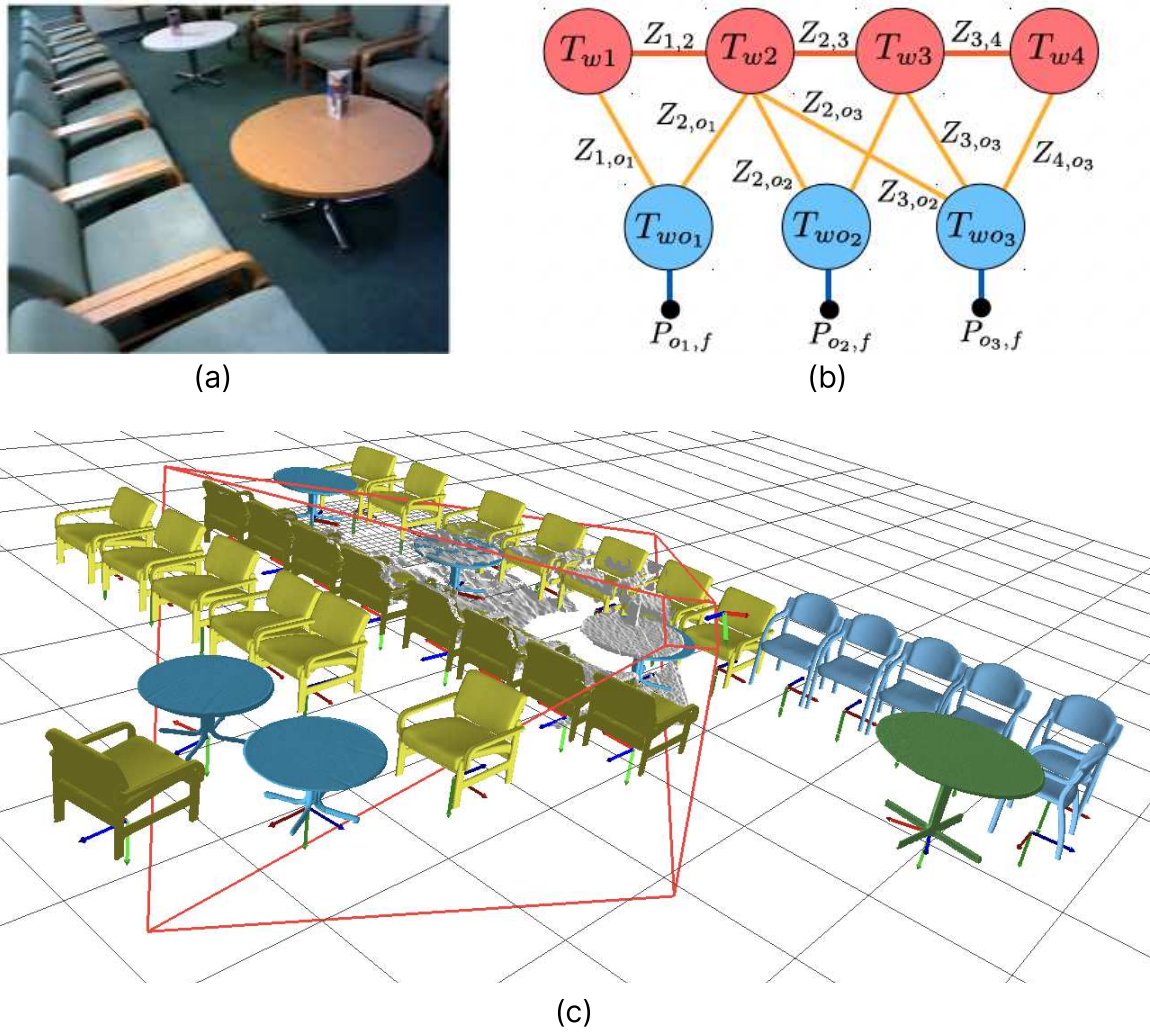 T_{w1} Z_{1,2} T_{w2} Z_{2,3} T_{w3} Z_{3,4} T_{w4}
Z_{1,o_1} Z_{2,o_1} Z_{2,o_3} Z_{2,o_2} Z_{3,o_2} Z_{3,o_3} Z_{4,o_3}
T_{wo_1} T_{wo_2} T_{wo_3}
P_{o_1,f} P_{o_2,f} P_{o_3,f}
(a)
(b)
(c)